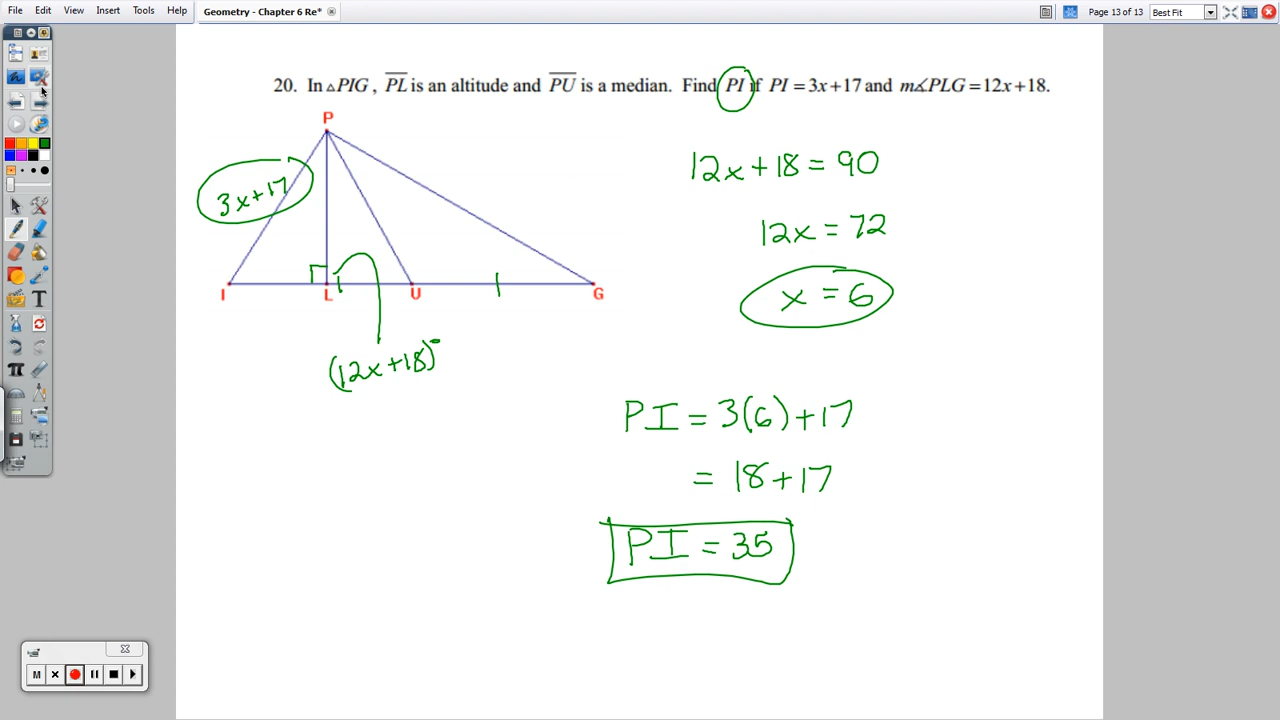 File Edit View Insert Tools Help
Geometry - Chapter 6 Re* Page 13 of 13 Best Fit
20. In △PIG, P̅L̅ is an altitude and P̅U̅ is a median. Find PI if PI = 3x+17 and m∡PLG = 12x+18.
P
3x+17
I L U G
(12x+18)°
12x+18 = 90
12x = 72
x = 6
PI = 3(6)+17
= 18+17
PI = 35
T
π
M